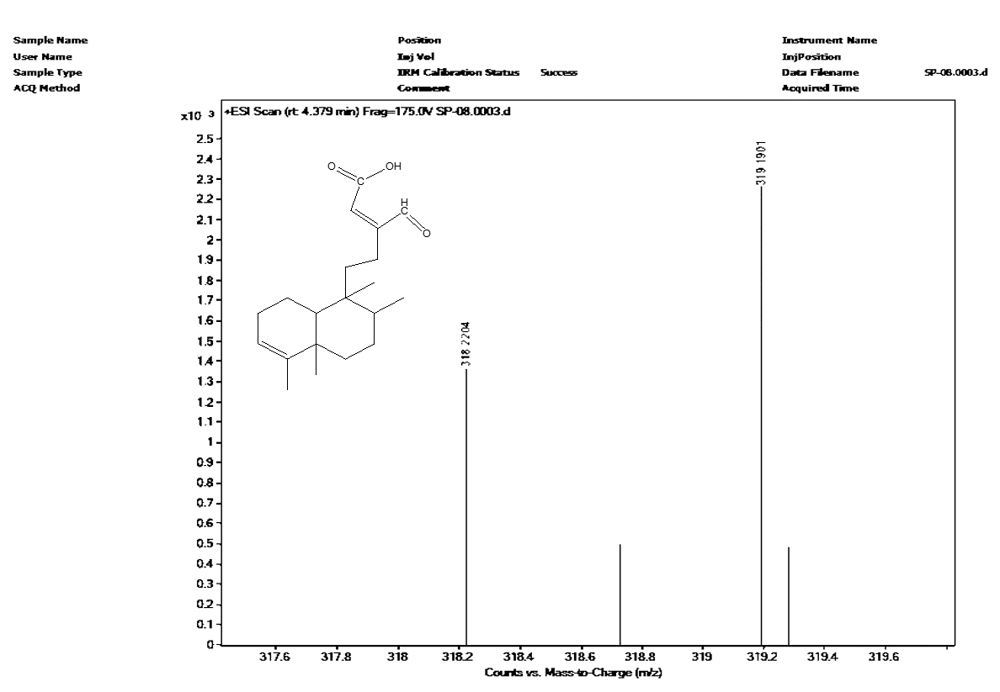 Sample Name Position Instrument Name
User Name Inj Vol InjPosition
Sample Type IRM Calibration Status Success Data Filename SP-08.0003.d
ACQ Method Comment Acquired Time
x10 3 +ESI Scan (rt: 4.379 min) Frag=175.0V SP-08.0003.d
2.5
2.4
2.3
2.2
2.1
2
1.9
1.8
1.7
1.6
1.5
1.4
1.3
1.2
1.1
1
0.9
0.8
0.7
0.6
0.5
0.4
0.3
0.2
0.1
0
O OH
C
H
C
O
318 2204
319 1901
317.6 317.8 318 318.2 318.4 318.6 318.8 319 319.2 319.4 319.6
Counts vs. Mass-to-Charge (m/z)